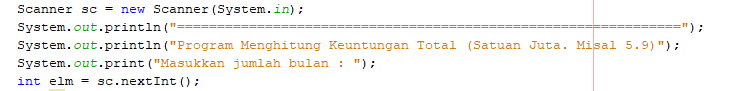 Scanner sc = new Scanner(System.in);
System.out.println("===============================================================");
System.out.println("Program Menghitung Keuntungan Total (Satuan Juta. Misal 5.9)");
System.out.print("Masukkan jumlah bulan : ");
int elm = sc.nextInt();